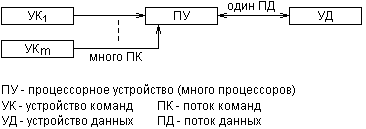 один ПД
УК1
ПУ
УД
УКm
много ПК
ПУ - процессорное устройство (много процессоров)
УК - устройство команд ПК - поток команд
УД - устройство данных ПД - поток данных